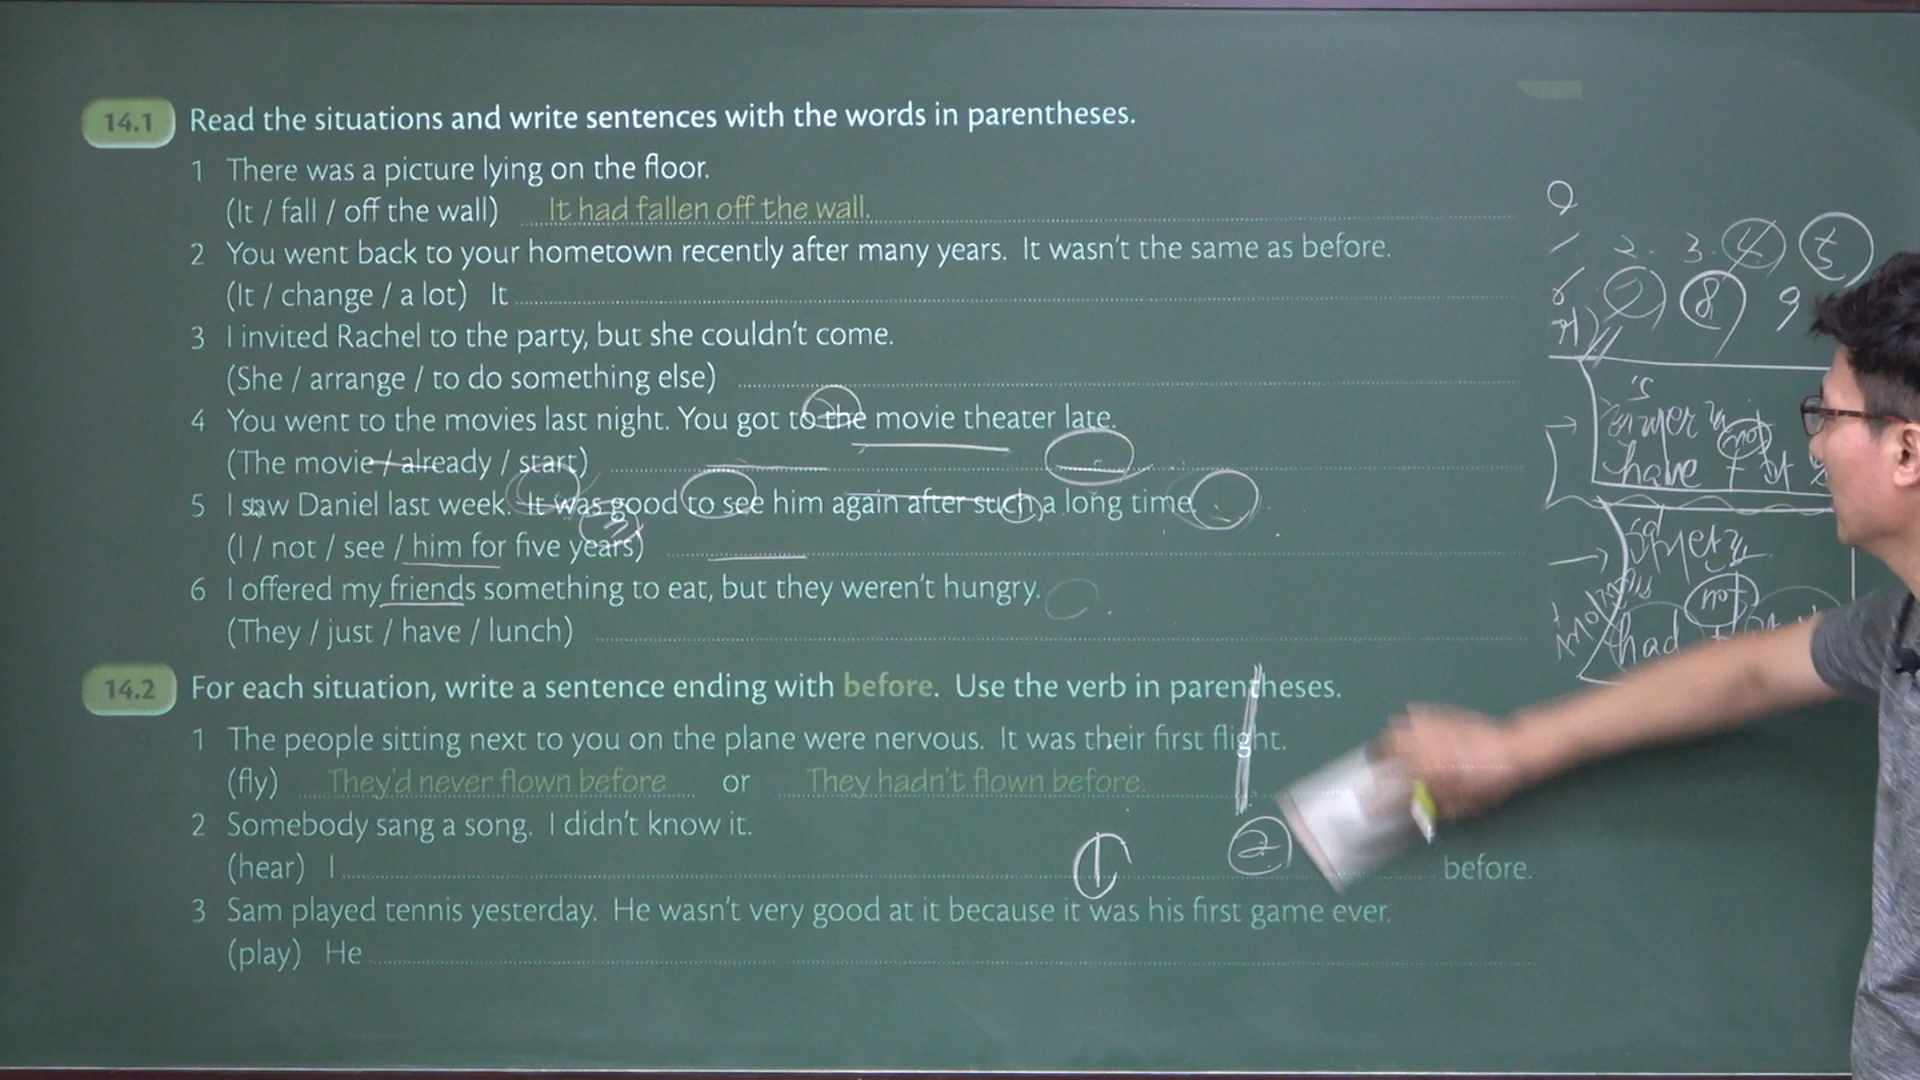 14.1 Read the situations and write sentences with the words in parentheses.
1 There was a picture lying on the floor.
(It / fall / off the wall) It had fallen off the wall.
2 You went back to your hometown recently after many years. It wasn't the same as before.
(It / change / a lot) It
3 I invited Rachel to the party, but she couldn't come.
(She / arrange / to do something else)
4 You went to the movies last night. You got to the movie theater late.
(The movie / already / start)
5 I saw Daniel last week. It was good to see him again after such a long time.
(I / not / see / him for five years)
6 I offered my friends something to eat, but they weren't hungry.
(They / just / have / lunch)
14.2 For each situation, write a sentence ending with before. Use the verb in parentheses.
1 The people sitting next to you on the plane were nervous. It was their first flight.
(fly) They'd never flown before or They hadn't flown before.
2 Somebody sang a song. I didn't know it.
(hear) I before.
3 Sam played tennis yesterday. He wasn't very good at it because it was his first game ever.
(play) He
1 2
2. 3. 4 5
8 9
have not
not
had